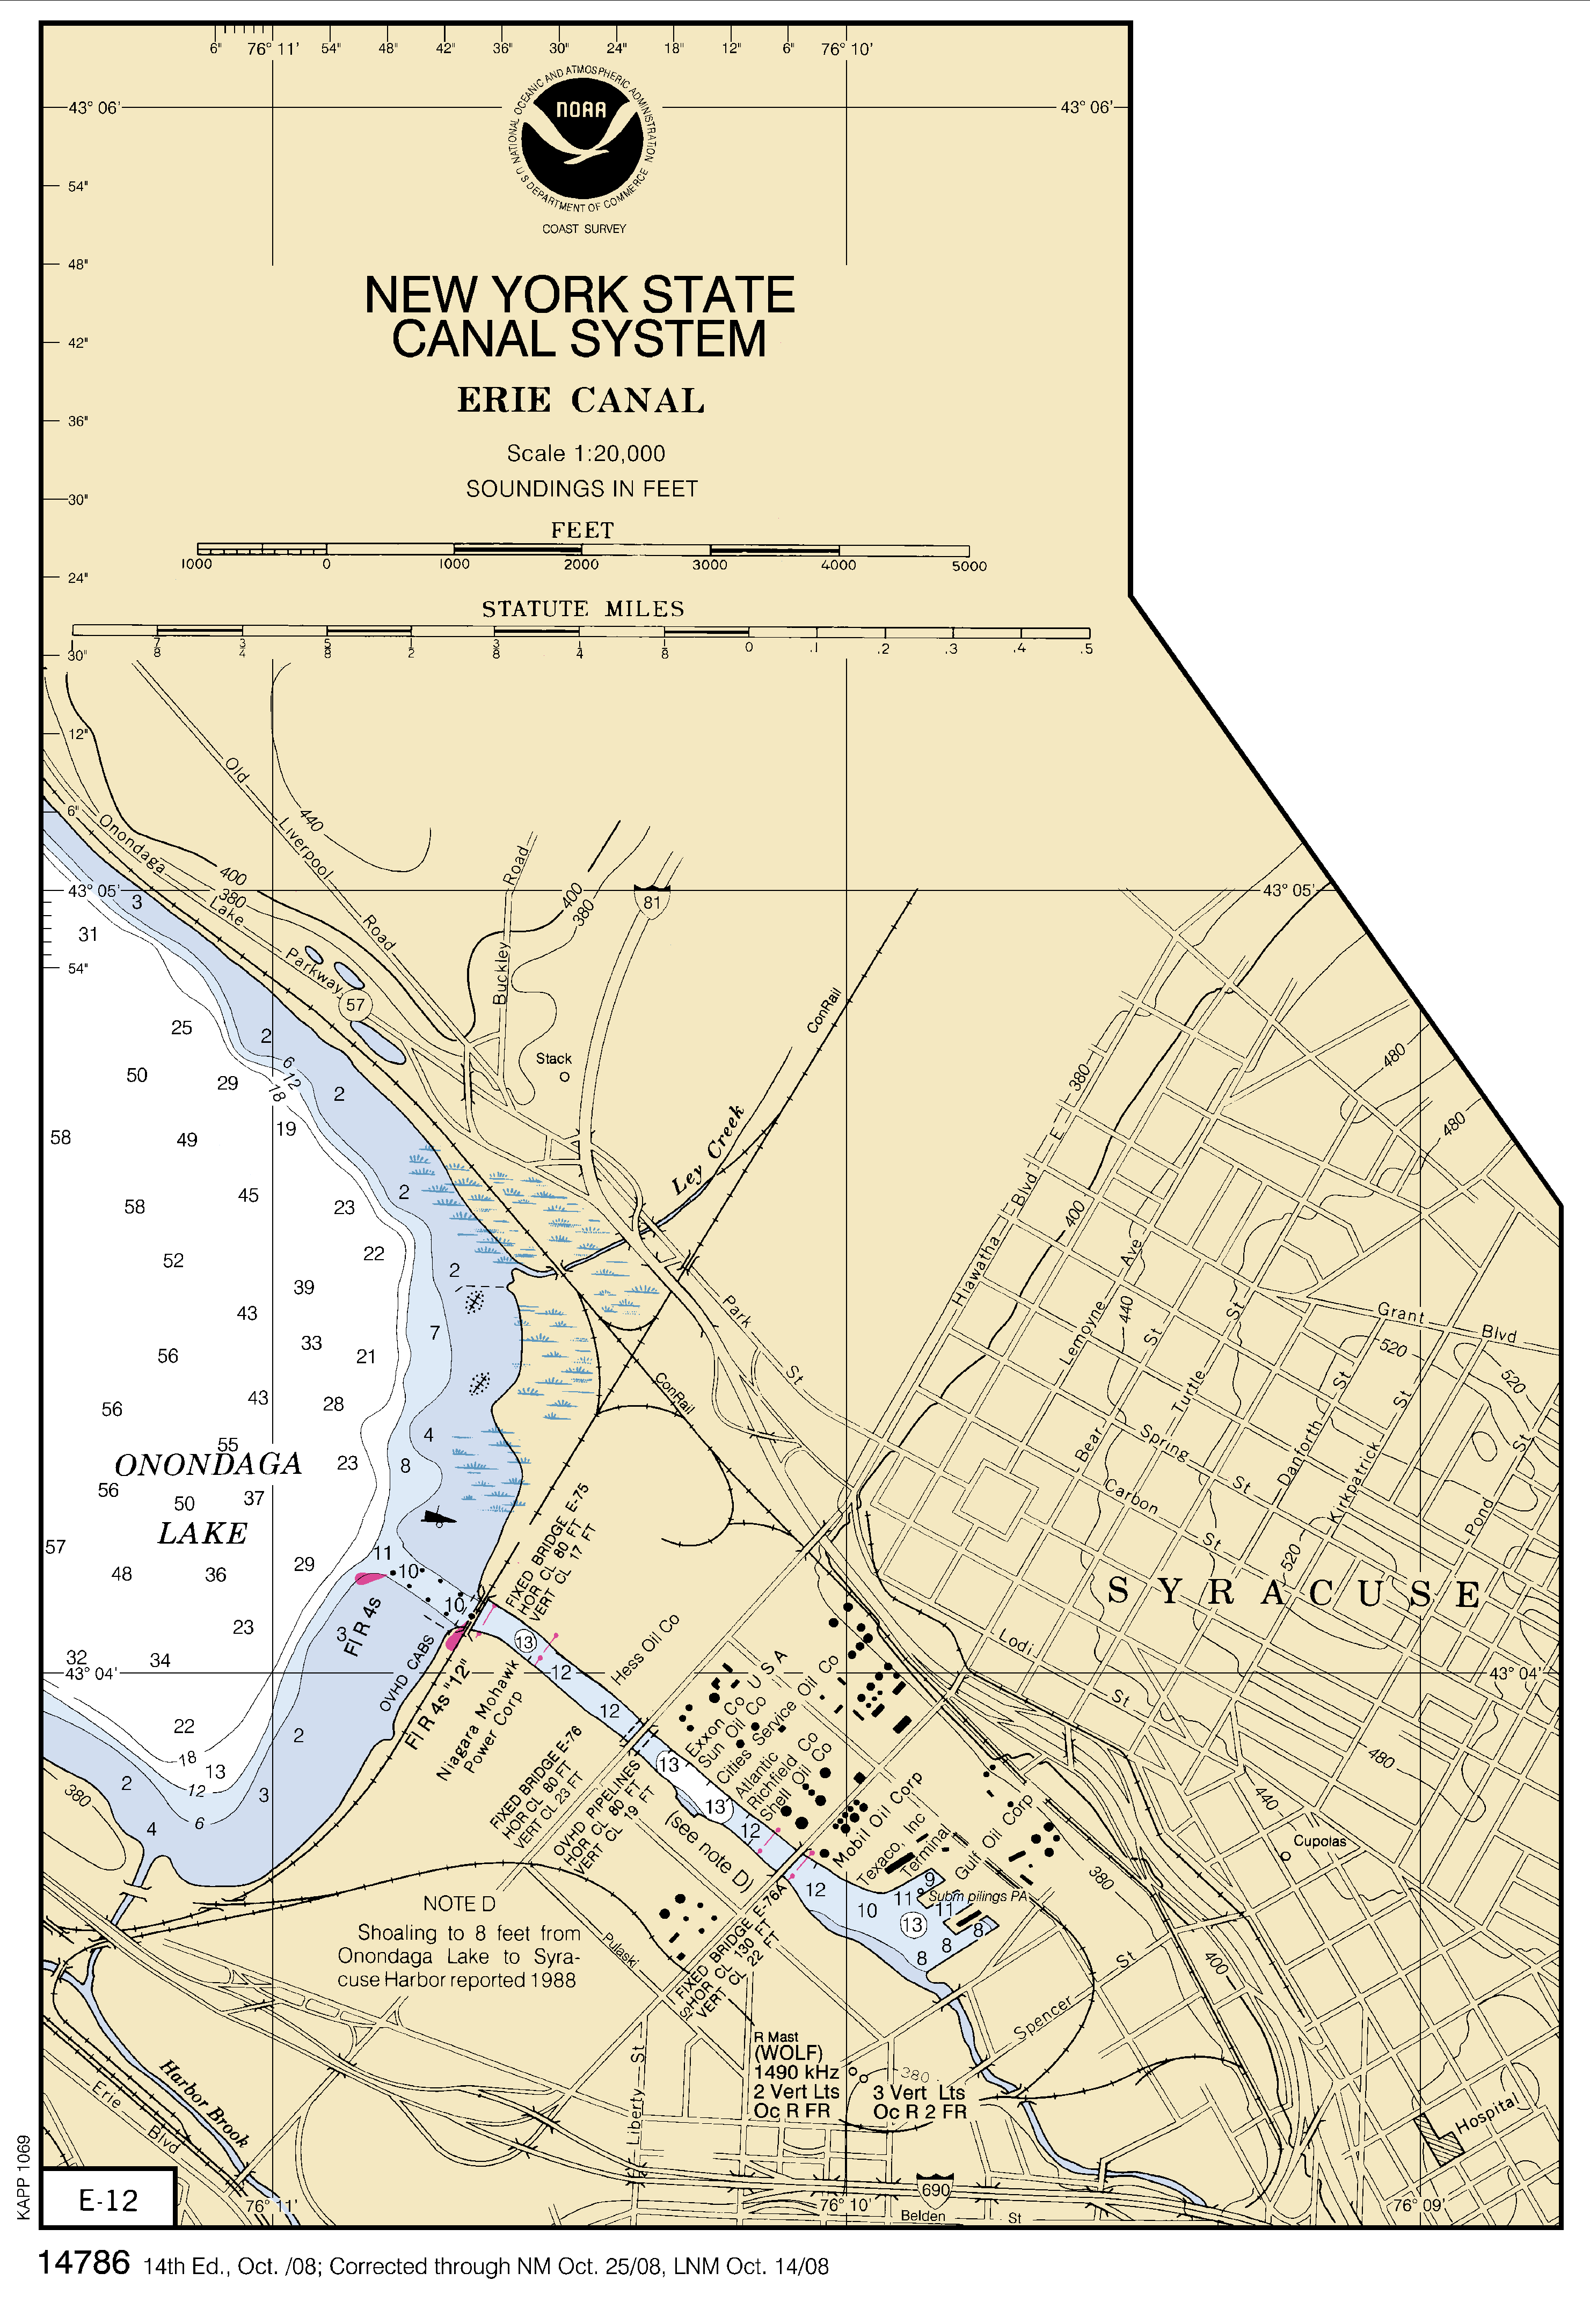 6" 76° 11' 54" 48" 42" 36" 30" 24" 18" 12" 6" 76° 10'
NATIONAL OCEANIC AND ATMOSPHERIC ADMINISTRATION
NOAA
U S DEPARTMENT OF COMMERCE
COAST SURVEY
43° 06' 43° 06'
54"
48"
NEW YORK STATE
CANAL SYSTEM
42"
ERIE CANAL
36"
Scale 1:20,000
SOUNDINGS IN FEET
30"
FEET
1000 0 1000 2000 3000 4000 5000
24"
STATUTE MILES
1 7/8 3/4 5/8 1/2 3/8 1/4 1/8 0 .1 .2 .3 .4 .5
30"
12"
6"
Old Liverpool Road
440
Onondaga Lake Parkway
400
380
Buckley Road
400
380
81
43° 05' 43° 05'
3
31
54"
57
25
2
6
12
18
50
29
2
Stack
ConRail
58
49
19
Ley Creek
380
480
480
58
45
23
2
Hiawatha Blvd E
400
52
22
39
2
43
7
33
56
21
Park St
Lemoyne Ave
440
Grant Blvd
520
520
43
28
56
4
ConRail
Bear St
Turtle St
Spring St
Danforth St
Kirkpatrick St
Pond St
Carbon St
520
55
ONONDAGA
LAKE
23
8
56
50
37
57
48
36
29
11
10
10
8
FIXED BRIDGE E-75
HOR CL 80 FT
VERT CL 17 FT
SYRACUSE
23
3
Fl R 4s
OVHD CABS
Fl R 4s "12"
13
12
12
32
34
43° 04' 43° 04'
Lodi St
Hess Oil Co
Niagara Mohawk
Power Corp
22
18
13
12
6
2
2
3
4
380
FIXED BRIDGE E-76
HOR CL 80 FT
VERT CL 23 FT
OVHD PIPELINES
HOR CL 80 FT
VERT CL 19 FT
13
13
12
(see note D)
Exxon Co USA
Sun Oil Co
Cities Service Oil Co
Atlantic
Richfield Co
Shell Oil Co
Mobil Oil Corp
Texaco, Inc
Terminal
Gulf Oil Corp
480
440
Cupolas
380
12
10
9
11
8
Subm pilings PA
11
13
8
8
8
NOTE D
Shoaling to 8 feet from
Onondaga Lake to Syra-
cuse Harbor reported 1988
Pulaski St
FIXED BRIDGE E-76A
HOR CL 130 FT
VERT CL 22 FT
Spencer St
400
R Mast
(WOLF)
1490 kHz
2 Vert Lts
Oc R FR
380
3 Vert Lts
Oc R 2 FR
Liberty St
Harbor Brook
Erie Blvd
Hospital
690
Belden St
76° 11' 76° 10' 76° 09'
E-12
KAPP 1069
14786 14th Ed., Oct. /08; Corrected through NM Oct. 25/08, LNM Oct. 14/08